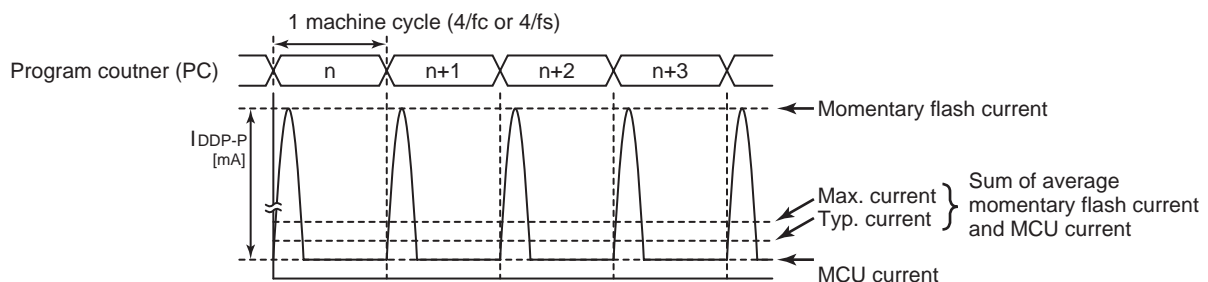 1 machine cycle (4/fc or 4/fs)
Program coutner (PC)
n
n+1
n+2
n+3
Momentary flash current
IDDP-P
[mA]
Max. current
Typ. current
Sum of average
momentary flash current
and MCU current
MCU current